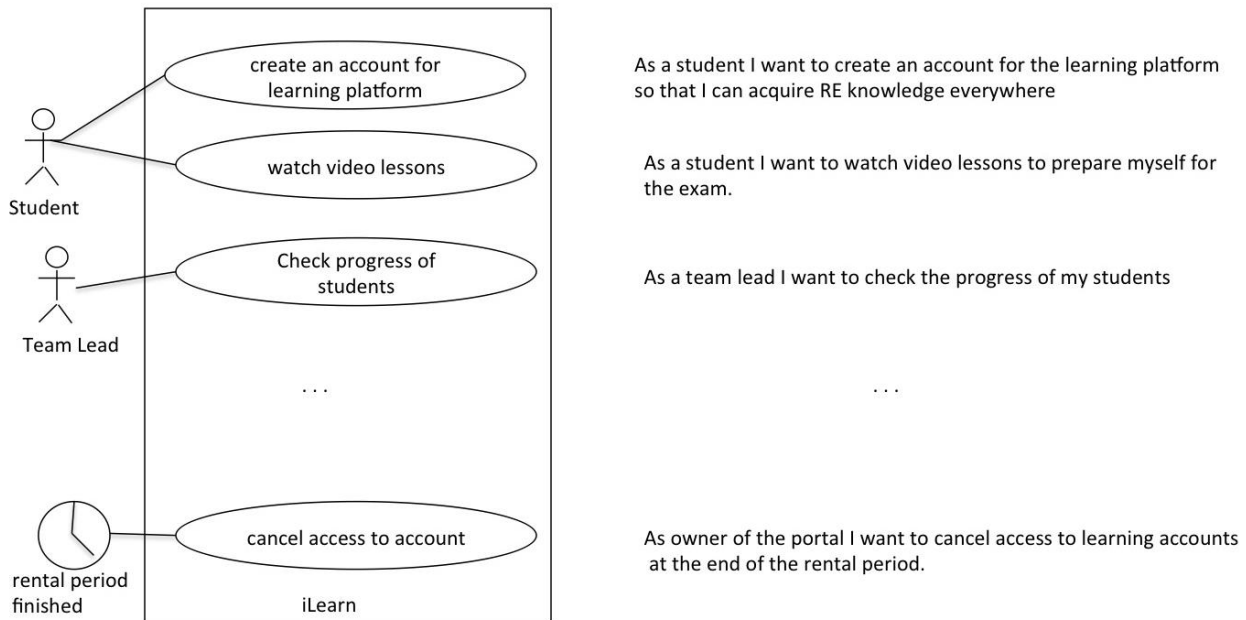 create an account for
learning platform
As a student I want to create an account for the learning platform
so that I can acquire RE knowledge everywhere
watch video lessons
As a student I want to watch video lessons to prepare myself for
the exam.
Student
Check progress of
students
As a team lead I want to check the progress of my students
Team Lead
. . .
. . .
cancel access to account
As owner of the portal I want to cancel access to learning accounts
at the end of the rental period.
rental period
finished
iLearn